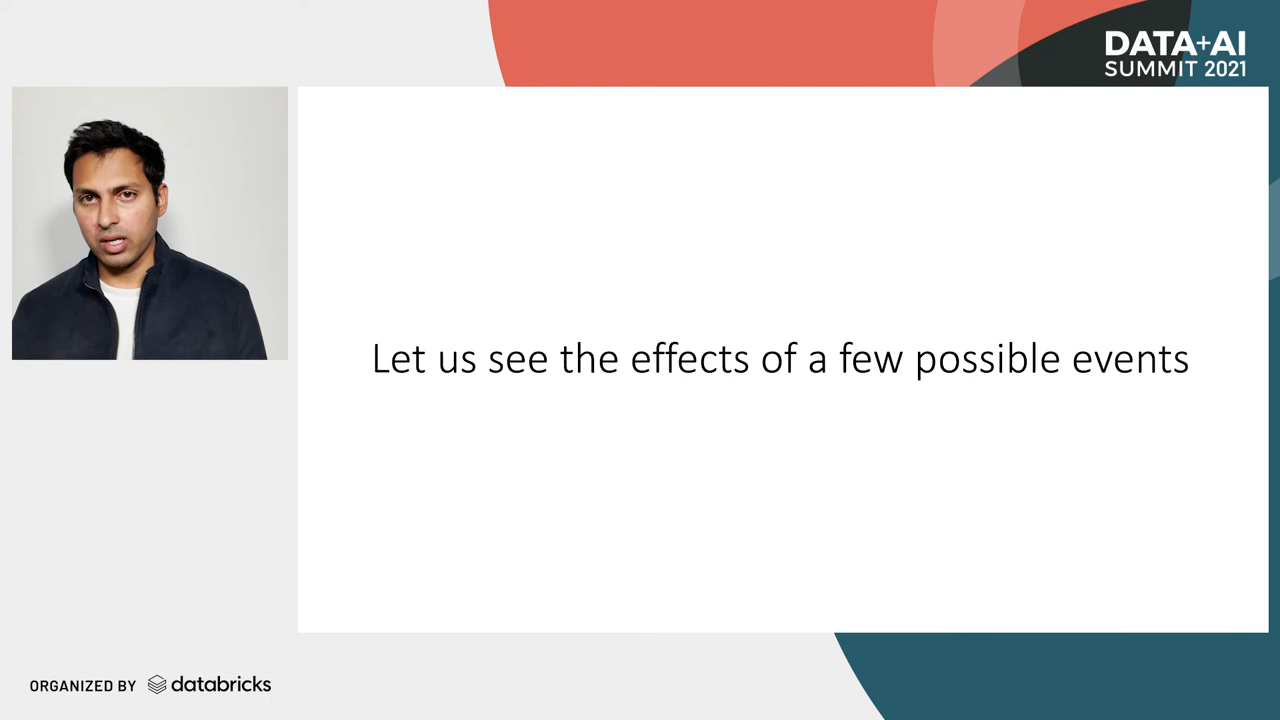 DATA+AI
SUMMIT 2021
Let us see the effects of a few possible events
ORGANIZED BY databricks